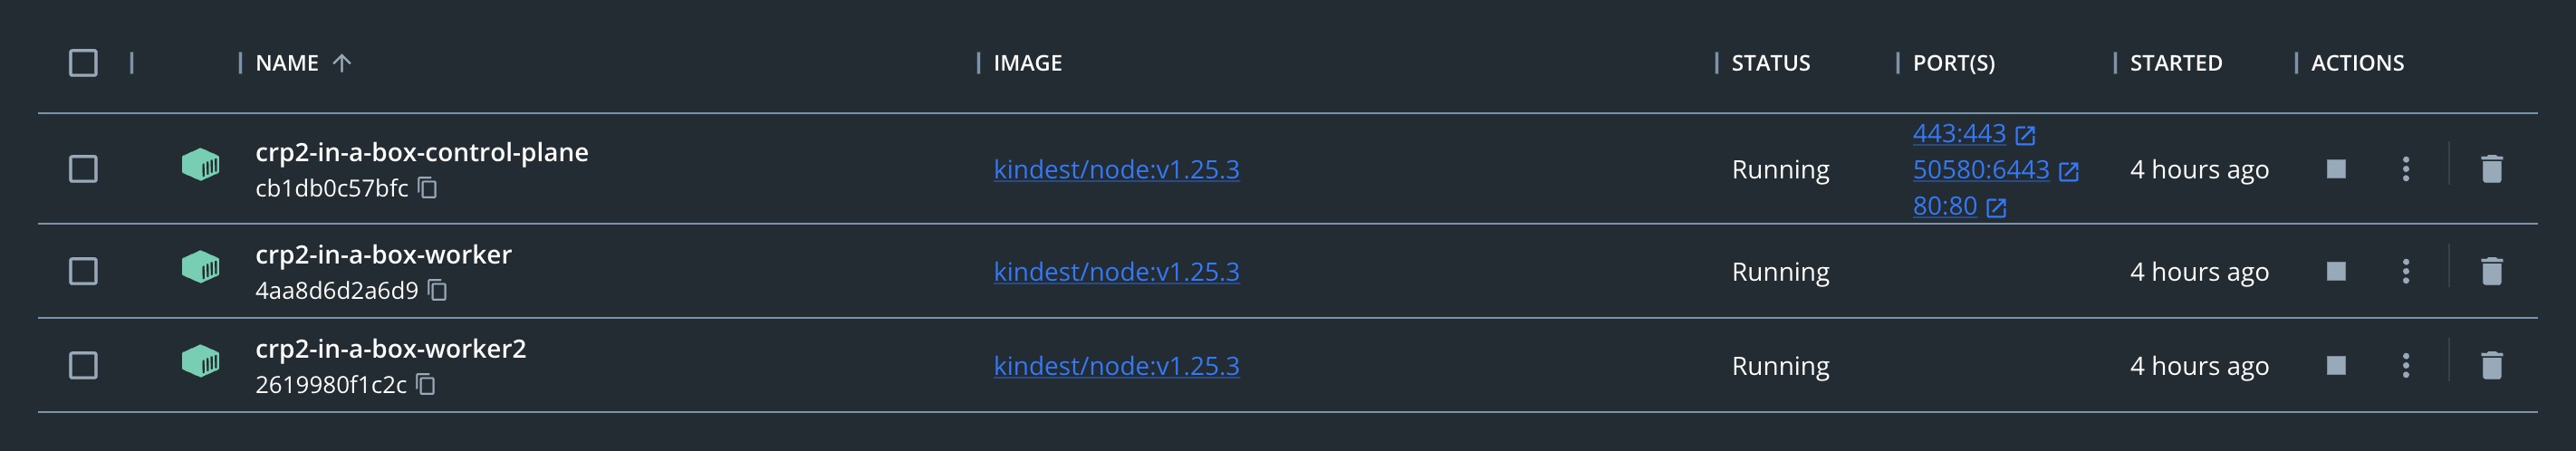 NAME IMAGE STATUS PORT(S) STARTED ACTIONS
crp2-in-a-box-control-plane
cb1db0c57bfc
kindest/node:v1.25.3
Running
443:443
50580:6443
80:80
4 hours ago
crp2-in-a-box-worker
4aa8d6d2a6d9
kindest/node:v1.25.3
Running
4 hours ago
crp2-in-a-box-worker2
2619980f1c2c
kindest/node:v1.25.3
Running
4 hours ago